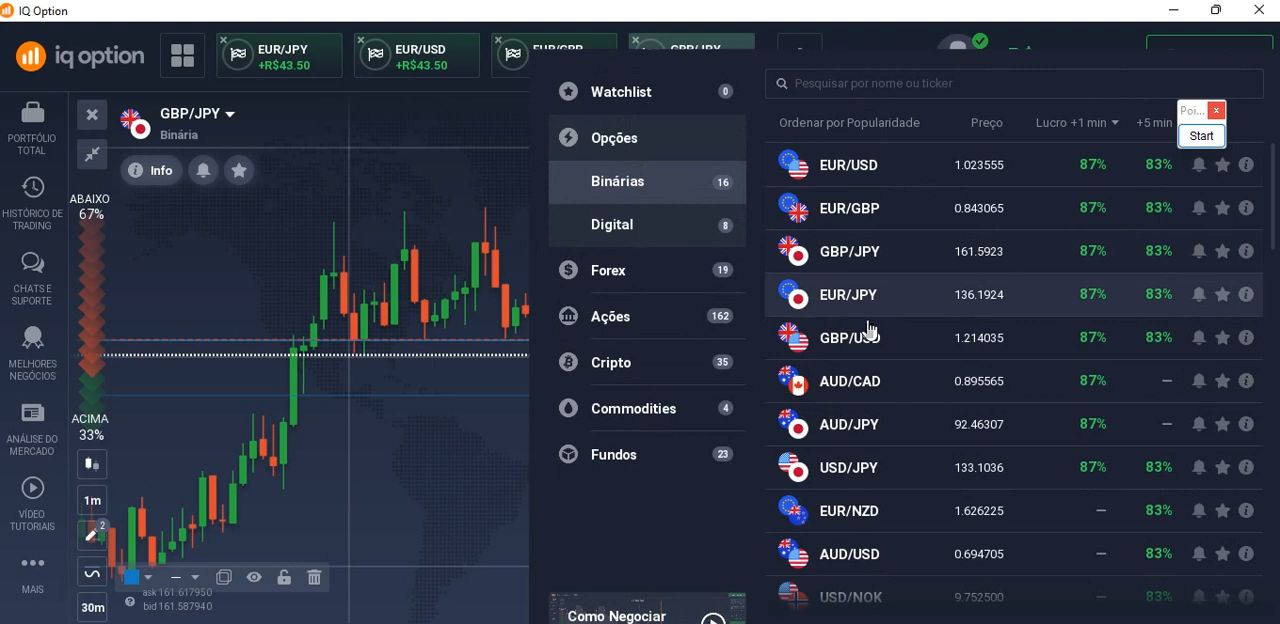 IQ Option
iq option
EUR/JPY
+R$43.50
EUR/USD
+R$43.50
PORTFÓLIO
TOTAL
HISTÓRICO DE
TRADING
CHATS E
SUPORTE
MELHORES
NEGÓCIOS
ANÁLISE DO
MERCADO
VÍDEO
TUTORIAIS
MAIS
GBP/JPY
Binária
Info
ABAIXO
67%
ACIMA
33%
1m
2
30m
ask 161.617950
bid 161.587940
Watchlist 0
Opções
Binárias 16
Digital 8
Forex 19
Ações 162
Cripto 35
Commodities 4
Fundos 23
Como Negociar
Pesquisar por nome ou ticker
Poi...
Start
Ordenar por Popularidade Preço Lucro +1 min +5 min
EUR/USD 1.023555 87% 83%
EUR/GBP 0.843065 87% 83%
GBP/JPY 161.5923 87% 83%
EUR/JPY 136.1924 87% 83%
GBP/USD 1.214035 87% 83%
AUD/CAD 0.895565 87% —
AUD/JPY 92.46307 87% —
USD/JPY 133.1036 87% 83%
EUR/NZD 1.626225 — 83%
AUD/USD 0.694705 — 83%
USD/NOK 9.752500 — 83%